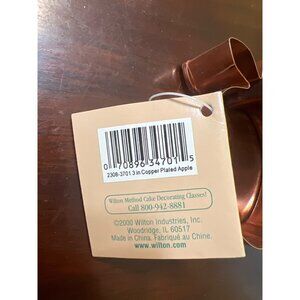 0 70896 34701 5
2308-3701 3 in Copper Plated Apple
Wilton Method Cake Decorating Classes!
Call 800-942-8881
©2000 Wilton Industries, Inc.
Woodridge, IL 60517
Made in China. Fabriqué au Chine.
www.wilton.com